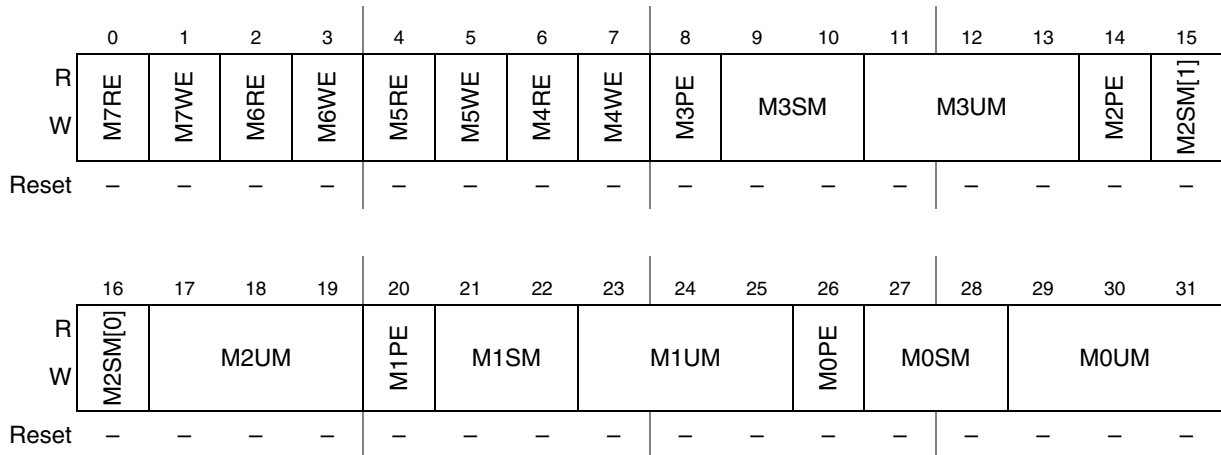 0 1 2 3 4 5 6 7 8 9 10 11 12 13 14 15
R
W
M7RE M7WE M6RE M6WE M5RE M5WE M4RE M4WE M3PE M3SM M3UM M2PE M2SM[1]
Reset – – – – – – – – – – – – – – – –
16 17 18 19 20 21 22 23 24 25 26 27 28 29 30 31
R
W
M2SM[0] M2UM M1PE M1SM M1UM M0PE M0SM M0UM
Reset – – – – – – – – – – – – – – – –